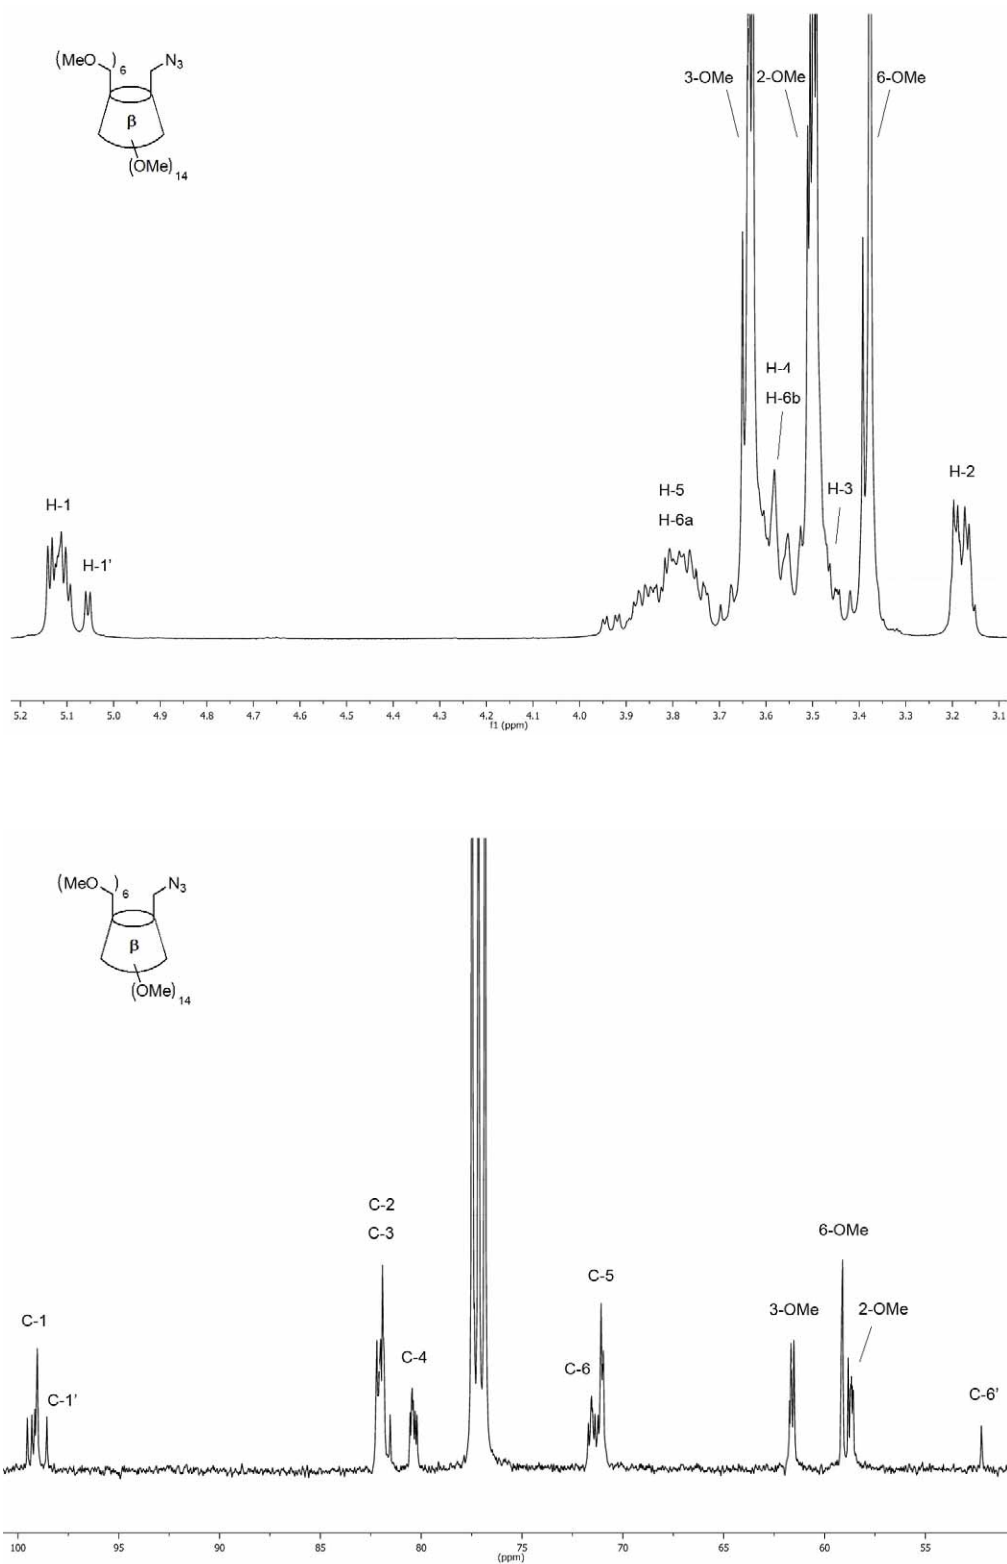 (MeO )6 N3
β
(OMe)14
3-OMe 2-OMe 6-OMe
H-4
H-6b
H-1
H-1'
H-5
H-6a
H-3
H-2
5.2 5.1 5.0 4.9 4.8 4.7 4.6 4.5 4.4 4.3 4.2 4.1 4.0 3.9 3.8 3.7 3.6 3.5 3.4 3.3 3.2 3.1
f1 (ppm)
(MeO )6 N3
β
(OMe)14
C-2
C-3
C-1
C-1'
C-4
C-5
C-6
6-OMe
3-OMe 2-OMe
C-6'
100 95 90 85 80 75 70 65 60 55
(ppm)